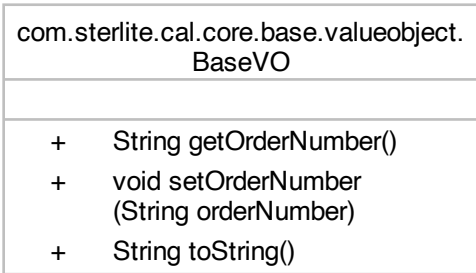 com.sterlite.cal.core.base.valueobject.
BaseVO
+ String getOrderNumber()
+ void setOrderNumber
(String orderNumber)
+ String toString()